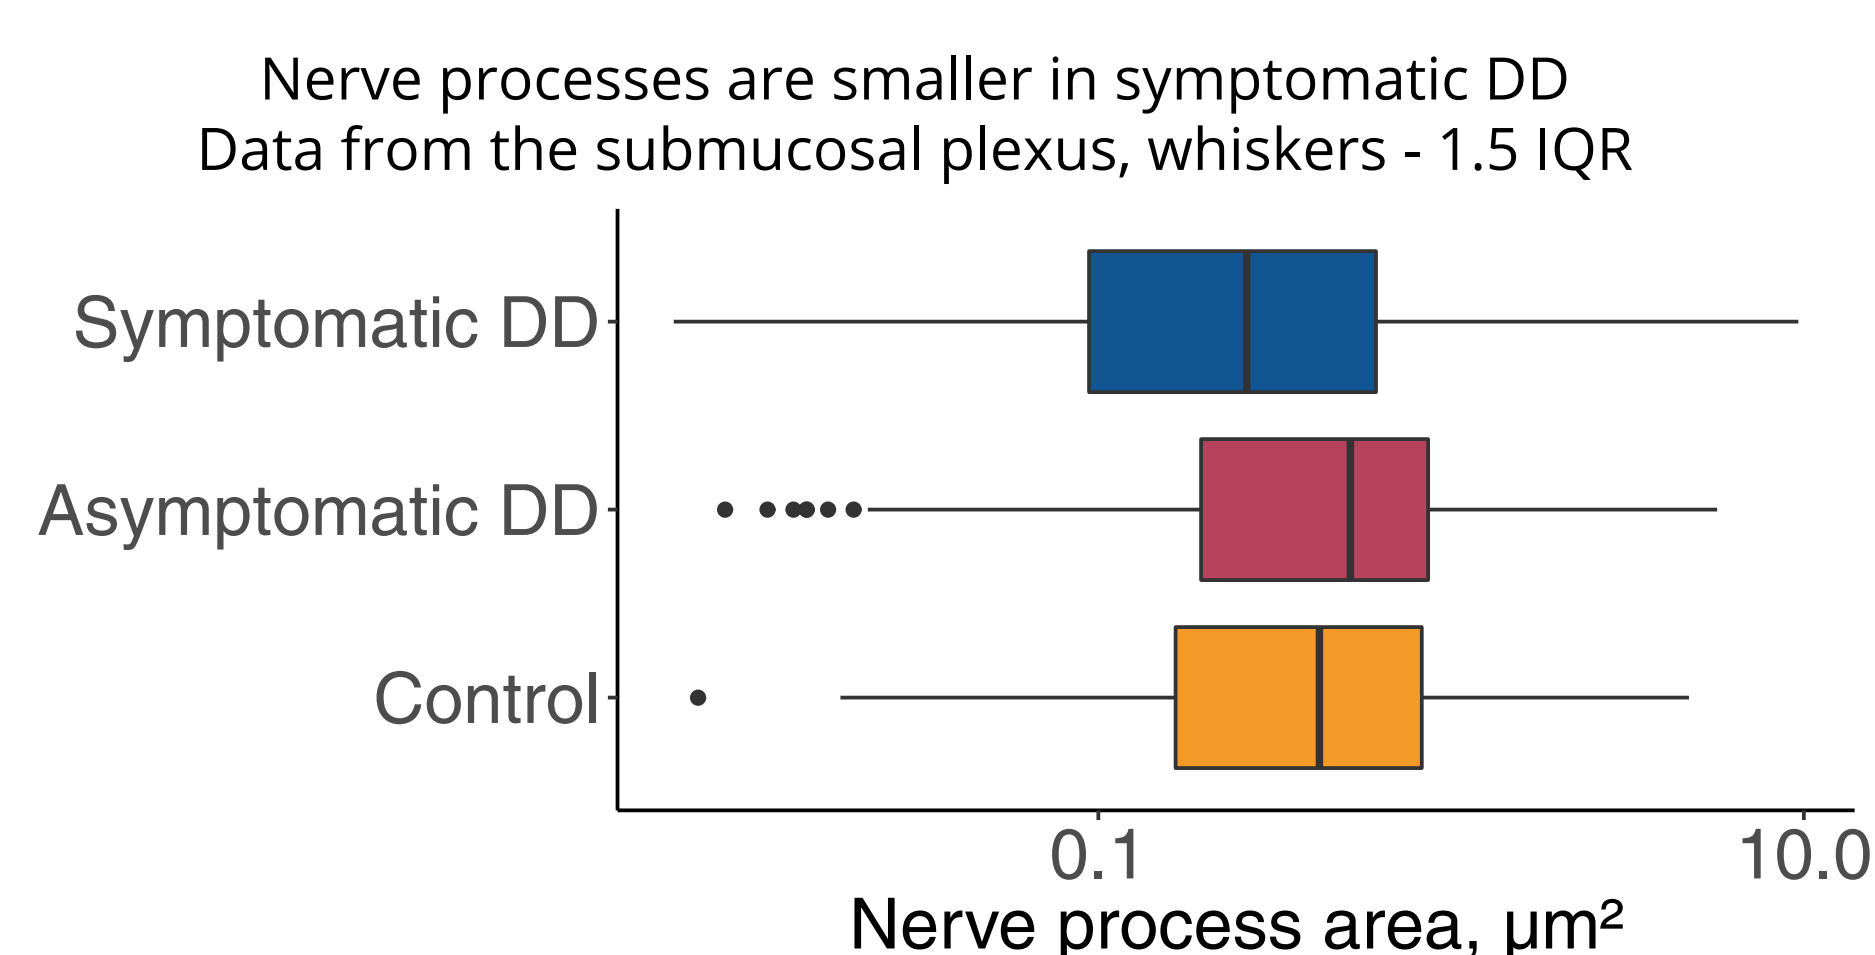 Nerve processes are smaller in symptomatic DD
Data from the submucosal plexus, whiskers - 1.5 IQR
Symptomatic DD
Asymptomatic DD
Control
0.1
10.0
Nerve process area, μm²